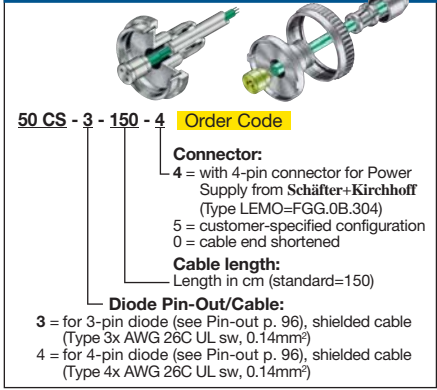 50 CS - 3 - 150 - 4 Order Code
Connector:
4 = with 4-pin connector for Power
Supply from Schäfter+Kirchhoff
(Type LEMO=FGG.0B.304)
5 = customer-specified configuration
0 = cable end shortened
Cable length:
Length in cm (standard=150)
Diode Pin-Out/Cable:
3 = for 3-pin diode (see Pin-out p. 96), shielded cable
(Type 3x AWG 26C UL sw, 0.14mm²)
4 = for 4-pin diode (see Pin-out p. 96), shielded cable
(Type 4x AWG 26C UL sw, 0.14mm²)